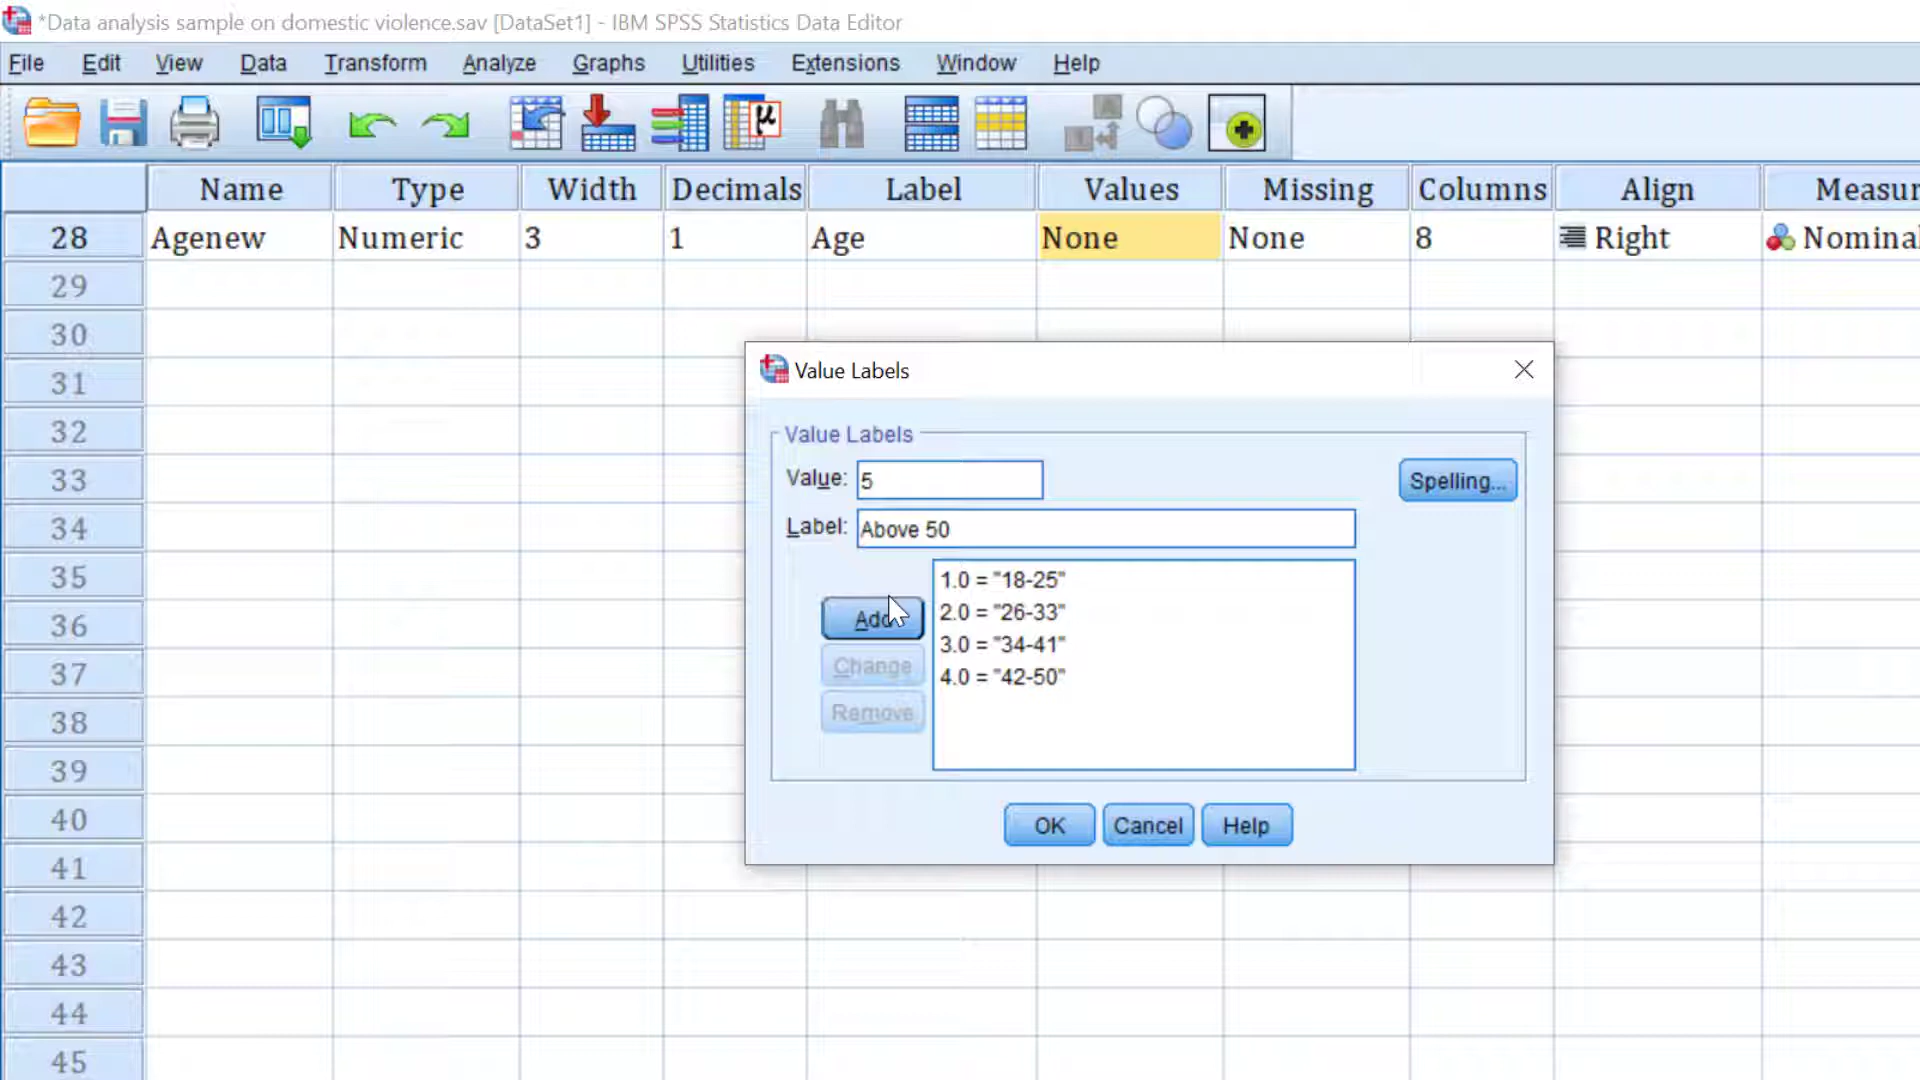 *Data analysis sample on domestic violence.sav [DataSet1] - IBM SPSS Statistics Data Editor
File Edit View Data Transform Analyze Graphs Utilities Extensions Window Help
μ
A
Name Type Width Decimals Label Values Missing Columns Align Measur
28 Agenew Numeric 3 1 Age None None 8 Right Nominal
29
30
31
32
33
34
35
36
37
38
39
40
41
42
43
44
45
Value Labels
Value Labels
Value: 5 Spelling...
Label: Above 50
1.0 = "18-25"
2.0 = "26-33"
3.0 = "34-41"
4.0 = "42-50"
Add
Change
Remove
OK Cancel Help